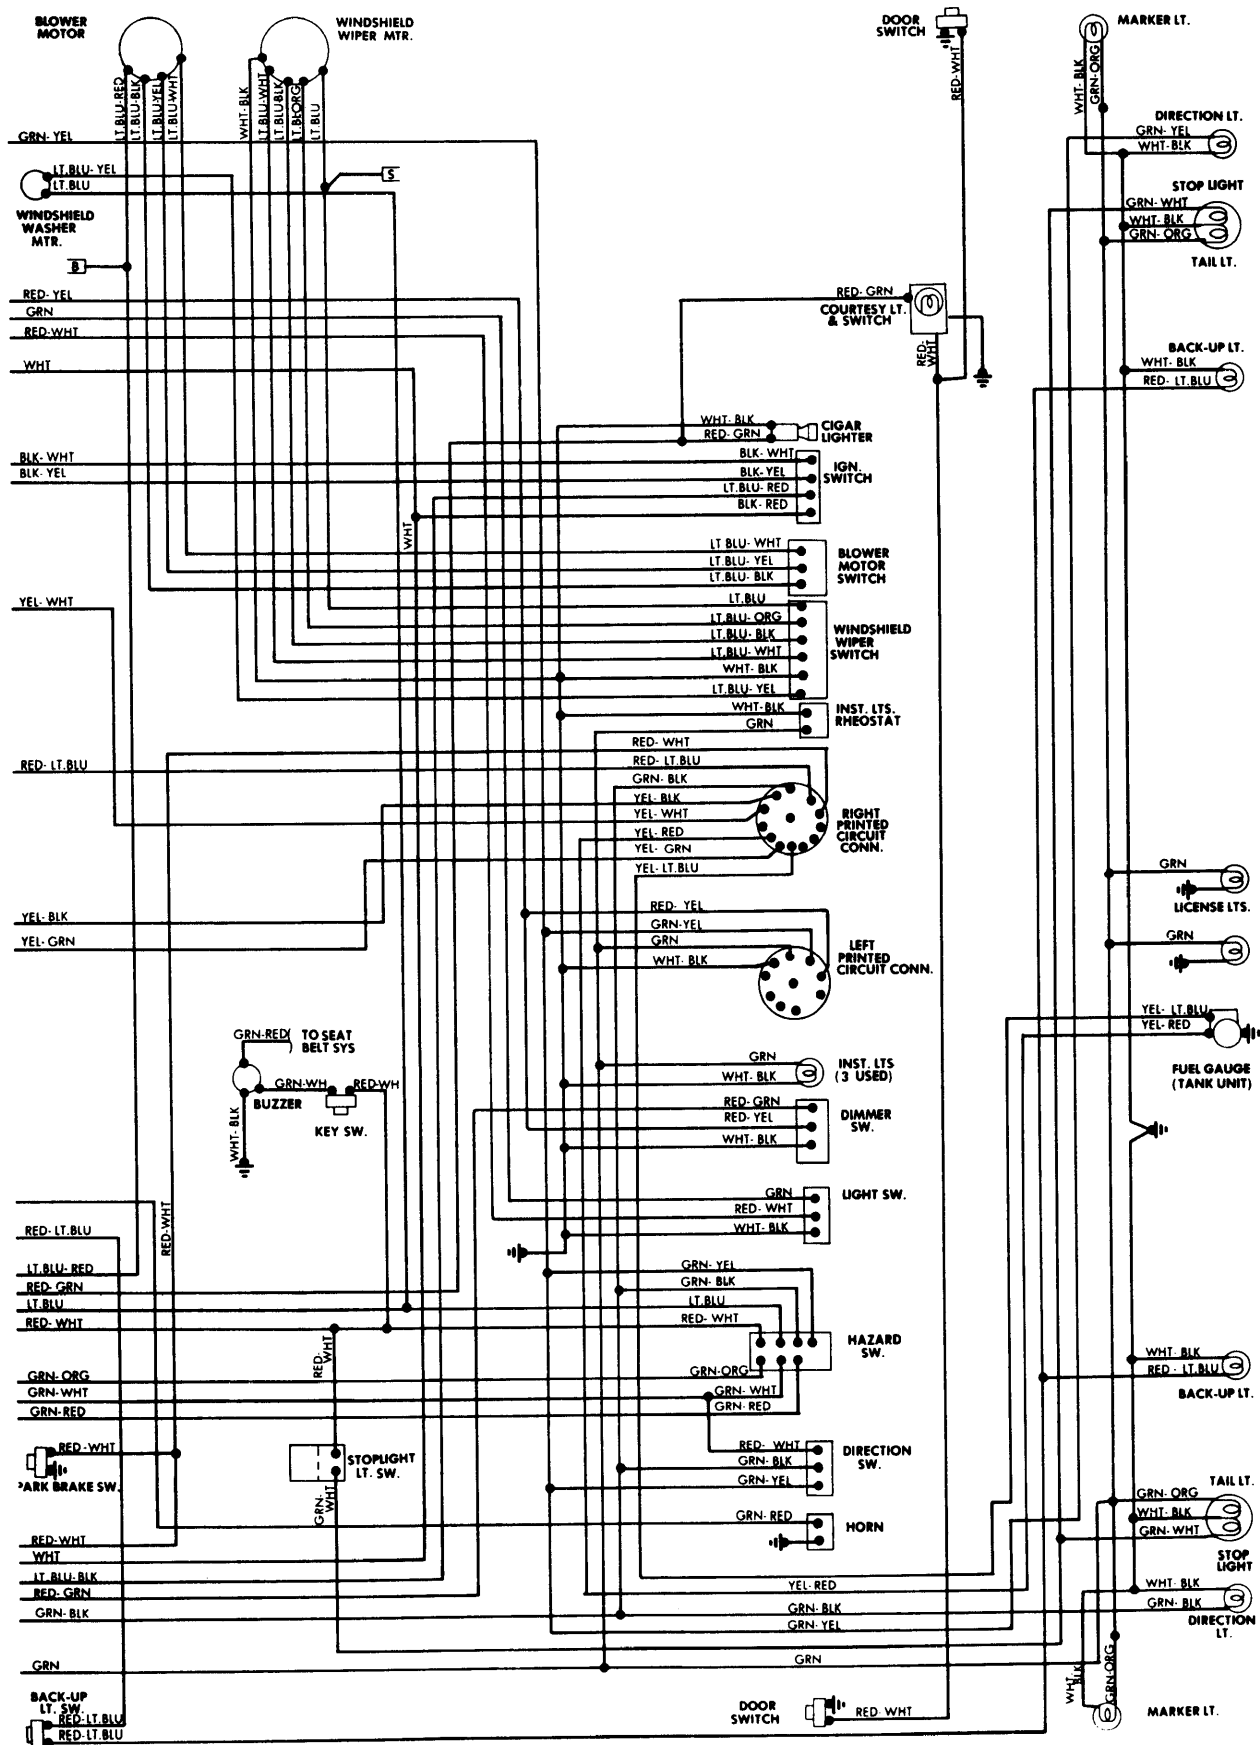 BLOWER
MOTOR
WINDSHIELD
WIPER MTR.
DOOR
SWITCH
MARKER LT.
LT.BLU-RED
LT.BLU-BLK
LT.BLU-YEL
LT.BLU-WHT
WHT-BLK
LT.BLU-WHT
LT.BLU-BLK
LT.BLORG
LT.BLU
RED-WHT
WHT-BLK
GRN-ORG
DIRECTION LT.
GRN-YEL
WHT-BLK
GRN-YEL
LT.BLU-YEL
LT.BLU
S
WINDSHIELD
WASHER
MTR.
STOP LIGHT
GRN-WHT
WHT-BLK
GRN-ORG
TAIL LT.
B
RED-YEL
GRN
RED-WHT
WHT
RED-GRN
COURTESY LT.
& SWITCH
RED-
WHT
BACK-UP LT.
WHT-BLK
RED-LT.BLU
WHT-BLK
RED-GRN
CIGAR
LIGHTER
BLK-WHT
BLK-YEL
BLK-WHT
BLK-YEL
LT.BLU-RED
BLK-RED
IGN.
SWITCH
WHT
LT BLU-WHT
LT.BLU-YEL
LT.BLU-BLK
BLOWER
MOTOR
SWITCH
YEL-WHT
LT.BLU
LT.BLU-ORG
LT.BLU-BLK
LT.BLU-WHT
WHT-BLK
LT.BLU-YEL
WINDSHIELD
WIPER
SWITCH
WHT-BLK
GRN
INST. LTS.
RHEOSTAT
RED-LT.BLU
RED-WHT
RED-LT.BLU
GRN-BLK
YEL-BLK
YEL-WHT
YEL-RED
YEL-GRN
YEL-LT.BLU
RIGHT
PRINTED
CIRCUIT
CONN.
GRN
LICENSE LTS.
GRN
YEL-BLK
YEL-GRN
RED-YEL
GRN-YEL
GRN
WHT-BLK
LEFT
PRINTED
CIRCUIT CONN.
YEL-LT.BLU
YEL-RED
FUEL GAUGE
(TANK UNIT)
GRN-RED
TO SEAT
BELT SYS
GRN-WH
RED-WH
BUZZER
KEY SW.
WHT-BLK
GRN
WHT-BLK
INST. LTS
(3 USED)
RED-GRN
RED-YEL
WHT-BLK
DIMMER
SW.
GRN
RED-WHT
WHT-BLK
LIGHT SW.
RED-WHT
RED-LT.BLU
LT.BLU-RED
RED-GRN
LT.BLU
RED-WHT
GRN-YEL
GRN-BLK
LT.BLU
RED-WHT
HAZARD
SW.
RED-
WHT
GRN-ORG
GRN-WHT
GRN-RED
GRN-ORG
GRN-WHT
GRN-RED
WHT-BLK
RED-LT.BLU
BACK-UP LT.
RED-WHT
PARK BRAKE SW.
STOPLIGHT
LT. SW.
GRN-
WHT
RED-WHT
GRN-BLK
GRN-YEL
DIRECTION
SW.
TAIL LT.
GRN-ORG
WHT-BLK
GRN-WHT
STOP
LIGHT
GRN-RED
HORN
RED-WHT
WHT
LT.BLU-BLK
RED-GRN
GRN-BLK
YEL-RED
GRN-BLK
GRN-YEL
WHT-BLK
GRN-BLK
DIRECTION
LT.
GRN
GRN
WHT-
BLK
GRN-ORG
BACK-UP
LT. SW.
RED-LT.BLU
RED-LT.BLU
DOOR
SWITCH
RED-WHT
MARKER LT.